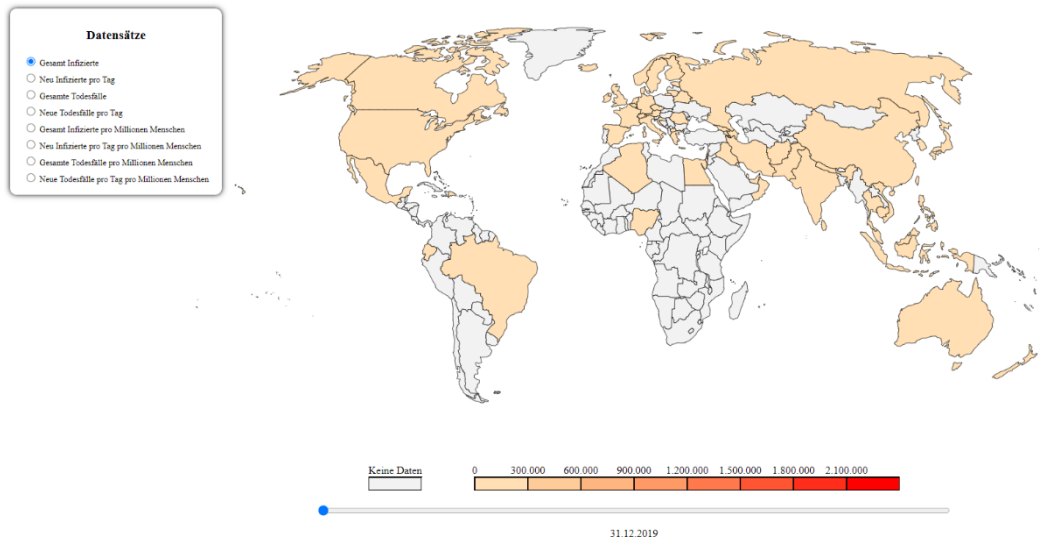 Datensätze
Gesamt Infizierte
Neu Infizierte pro Tag
Gesamte Todesfälle
Neue Todesfälle pro Tag
Gesamt Infizierte pro Millionen Menschen
Neu Infizierte pro Tag pro Millionen Menschen
Gesamte Todesfälle pro Millionen Menschen
Neue Todesfälle pro Tag pro Millionen Menschen
Keine Daten 0 300.000 600.000 900.000 1.200.000 1.500.000 1.800.000 2.100.000
31.12.2019